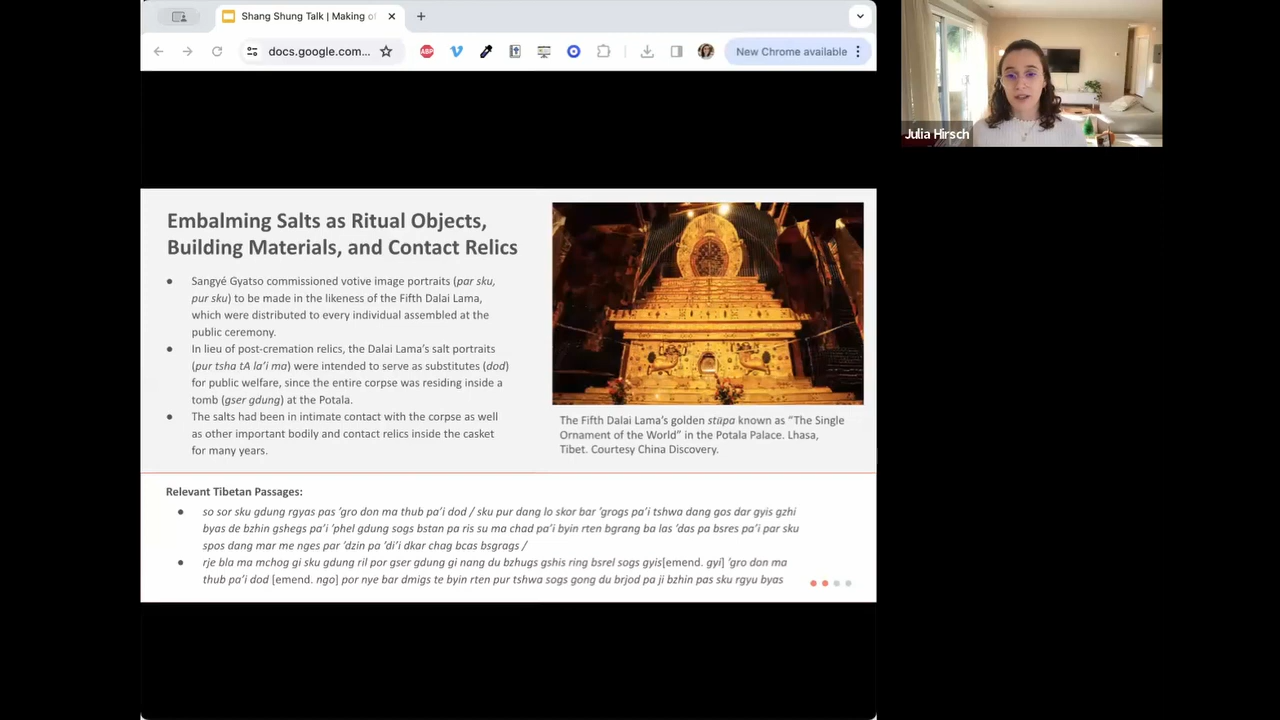 Shang Shung Talk | Making of
docs.google.com...
ABP
New Chrome available
Julia Hirsch
Embalming Salts as Ritual Objects,
Building Materials, and Contact Relics
● Sangyé Gyatso commissioned votive image portraits (par sku,
pur sku) to be made in the likeness of the Fifth Dalai Lama,
which were distributed to every individual assembled at the
public ceremony.
● In lieu of post-cremation relics, the Dalai Lama’s salt portraits
(pur tsha tA la’i ma) were intended to serve as substitutes (dod)
for public welfare, since the entire corpse was residing inside a
tomb (gser gdung) at the Potala.
● The salts had been in intimate contact with the corpse as well
as other important bodily and contact relics inside the casket
for many years.
The Fifth Dalai Lama’s golden stūpa known as “The Single
Ornament of the World” in the Potala Palace. Lhasa,
Tibet. Courtesy China Discovery.
Relevant Tibetan Passages:
● so sor sku gdung rgyas pas ’gro don ma thub pa’i dod / sku pur dang lo skor bar ’grogs pa’i tshwa dang gos dar gyis gzhi
byas de bzhin gshegs pa’i ’phel gdung sogs bstan pa ris su ma chad pa’i byin rten bgrang ba las ’das pa bsres pa’i par sku
spos dang mar me nges par ’dzin pa ’di’i dkar chag bcas bsgrags /
● rje bla ma mchog gi sku gdung ril por gser gdung gi nang du bzhugs gshis ring bsrel sogs gyis[emend. gyi] ’gro don ma
thub pa’i dod [emend. ngo] por nye bar dmigs te byin rten pur tshwa sogs gong du brjod pa ji bzhin pas sku rgyu byas